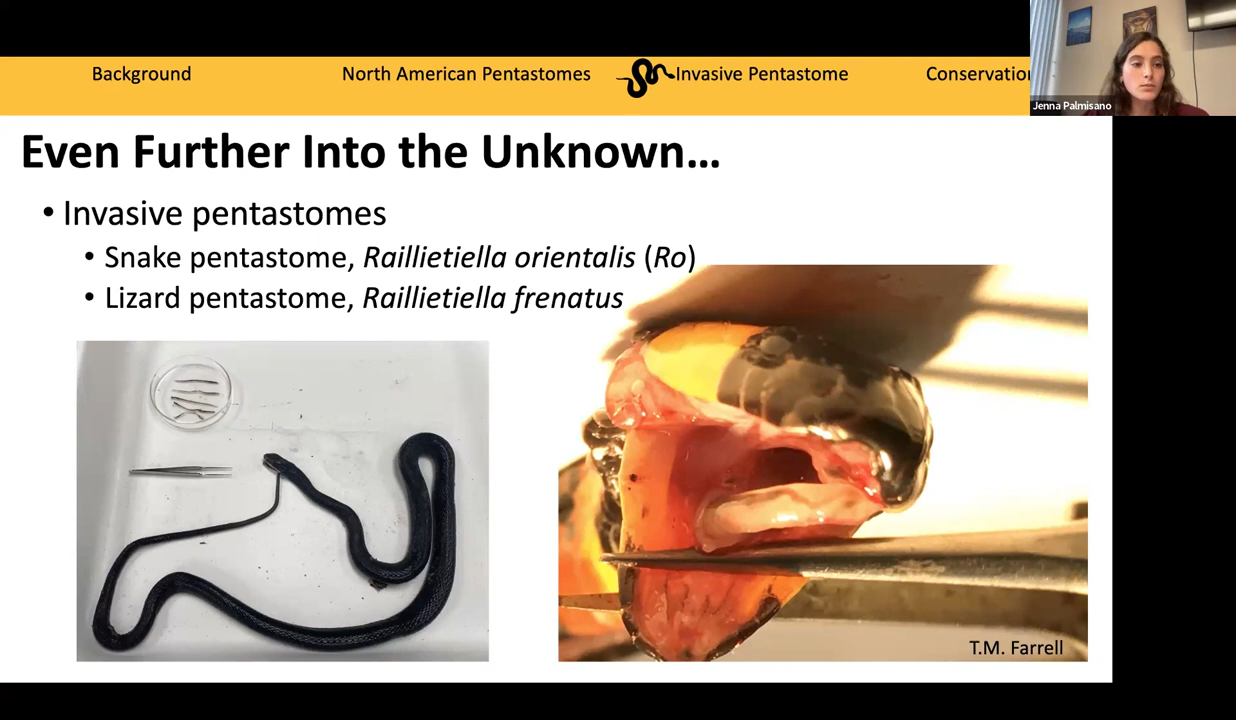 Background North American Pentastomes Invasive Pentastome Conservation
Jenna Palmisano
Even Further Into the Unknown...
• Invasive pentastomes
• Snake pentastome, Raillietiella orientalis (Ro)
• Lizard pentastome, Raillietiella frenatus
T.M. Farrell